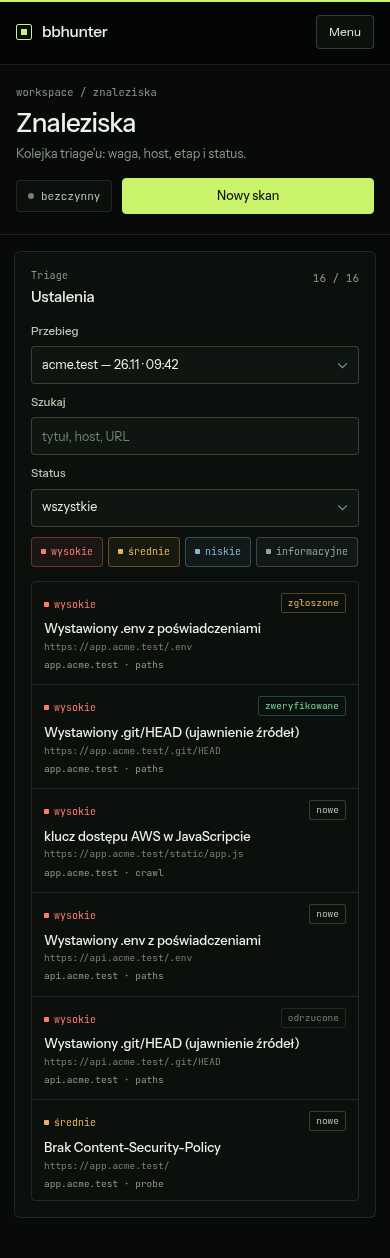 bbhunter
Menu
workspace / znaleziska
Znaleziska
Kolejka triage'u: waga, host, etap i status.
bezczynny
Nowy skan
Triage
16 / 16
Ustalenia
Przebieg
acme.test — 26.11 · 09:42
Szukaj
tytuł, host, URL
Status
wszystkie
wysokie
średnie
niskie
informacyjne
wysokie
zgłoszone
Wystawiony .env z poświadczeniami
https://app.acme.test/.env
app.acme.test · paths
wysokie
zweryfikowane
Wystawiony .git/HEAD (ujawnienie źródeł)
https://app.acme.test/.git/HEAD
app.acme.test · paths
wysokie
nowe
klucz dostępu AWS w JavaScripcie
https://app.acme.test/static/app.js
app.acme.test · crawl
wysokie
nowe
Wystawiony .env z poświadczeniami
https://api.acme.test/.env
api.acme.test · paths
wysokie
odrzucone
Wystawiony .git/HEAD (ujawnienie źródeł)
https://api.acme.test/.git/HEAD
api.acme.test · paths
średnie
nowe
Brak Content-Security-Policy
https://app.acme.test/
app.acme.test · probe